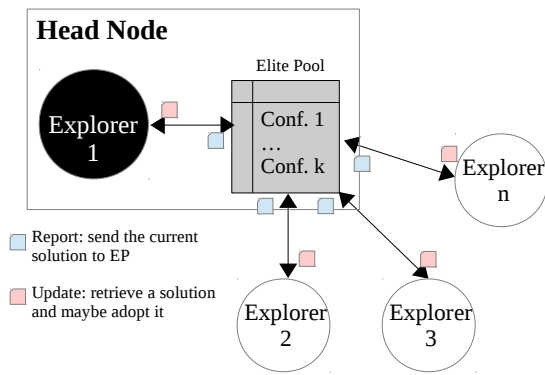 Head Node
Elite Pool
Explorer
1
Conf. 1
…
Conf. k
Explorer
n
Report: send the current
solution to EP
Update: retrieve a solution
and maybe adopt it
Explorer
2
Explorer
3